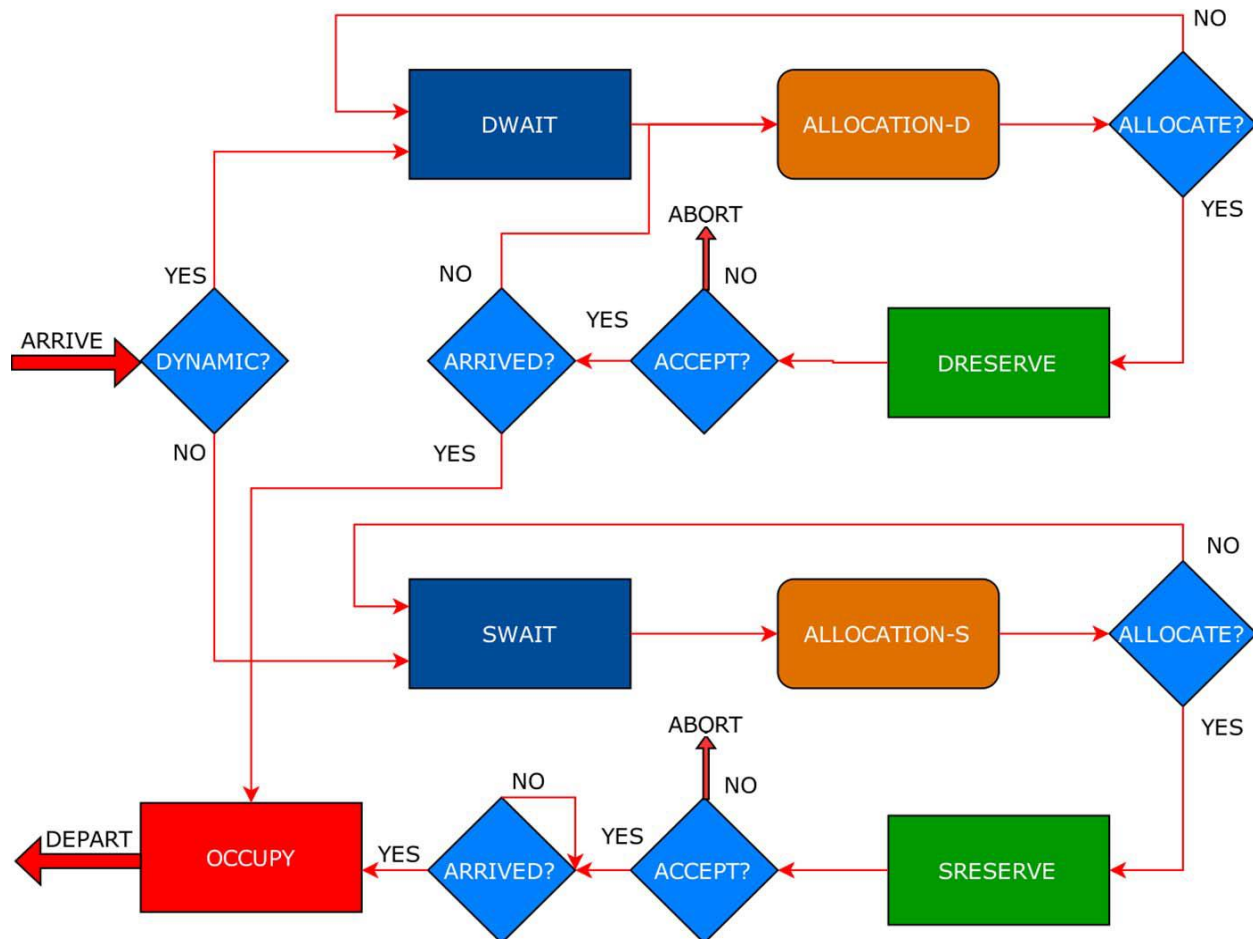 NO
DWAIT
ALLOCATION-D
ALLOCATE?
YES
ABORT
YES
NO
NO
YES
ARRIVE
DYNAMIC?
ARRIVED?
ACCEPT?
DRESERVE
NO
YES
NO
SWAIT
ALLOCATION-S
ALLOCATE?
YES
ABORT
NO
NO
DEPART
YES
YES
OCCUPY
ARRIVED?
ACCEPT?
SRESERVE